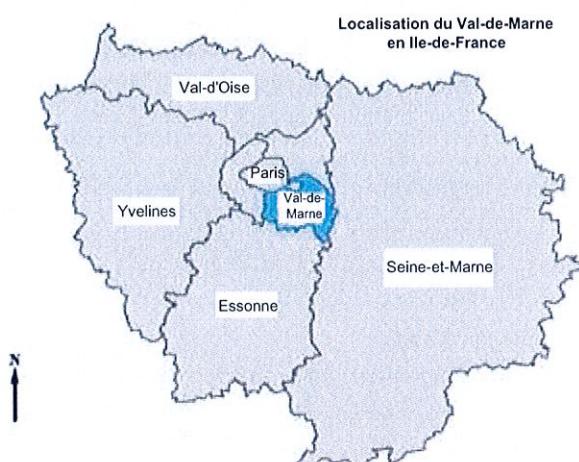 Localisation du Val-de-Marne
en Ile-de-France
Val-d'Oise
Paris
Yvelines
Val-de-
Marne
Seine-et-Marne
Essonne
N